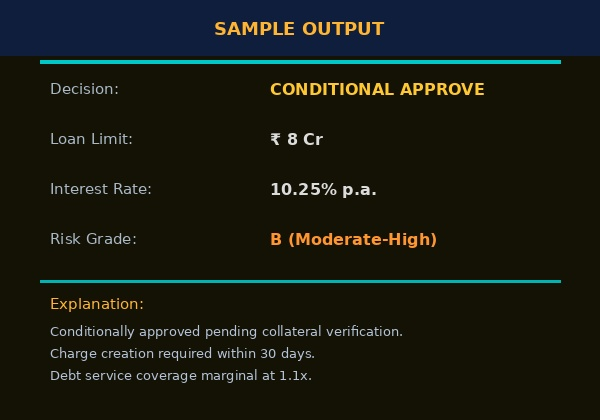 SAMPLE OUTPUT
Decision: CONDITIONAL APPROVE
Loan Limit: ₹ 8 Cr
Interest Rate: 10.25% p.a.
Risk Grade: B (Moderate-High)
Explanation:
Conditionally approved pending collateral verification.
Charge creation required within 30 days.
Debt service coverage marginal at 1.1x.